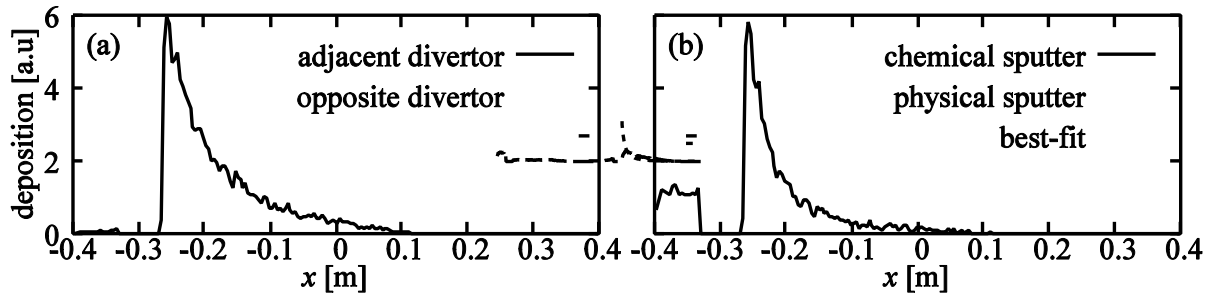 6
4
2
0
deposition [a.u]
(a)
adjacent divertor
opposite divertor
-0.4 -0.3 -0.2 -0.1 0 0.1 0.2 0.3 0.4
x [m]
(b)
chemical sputter
physical sputter
best-fit
-0.4 -0.3 -0.2 -0.1 0 0.1 0.2 0.3 0.4
x [m]